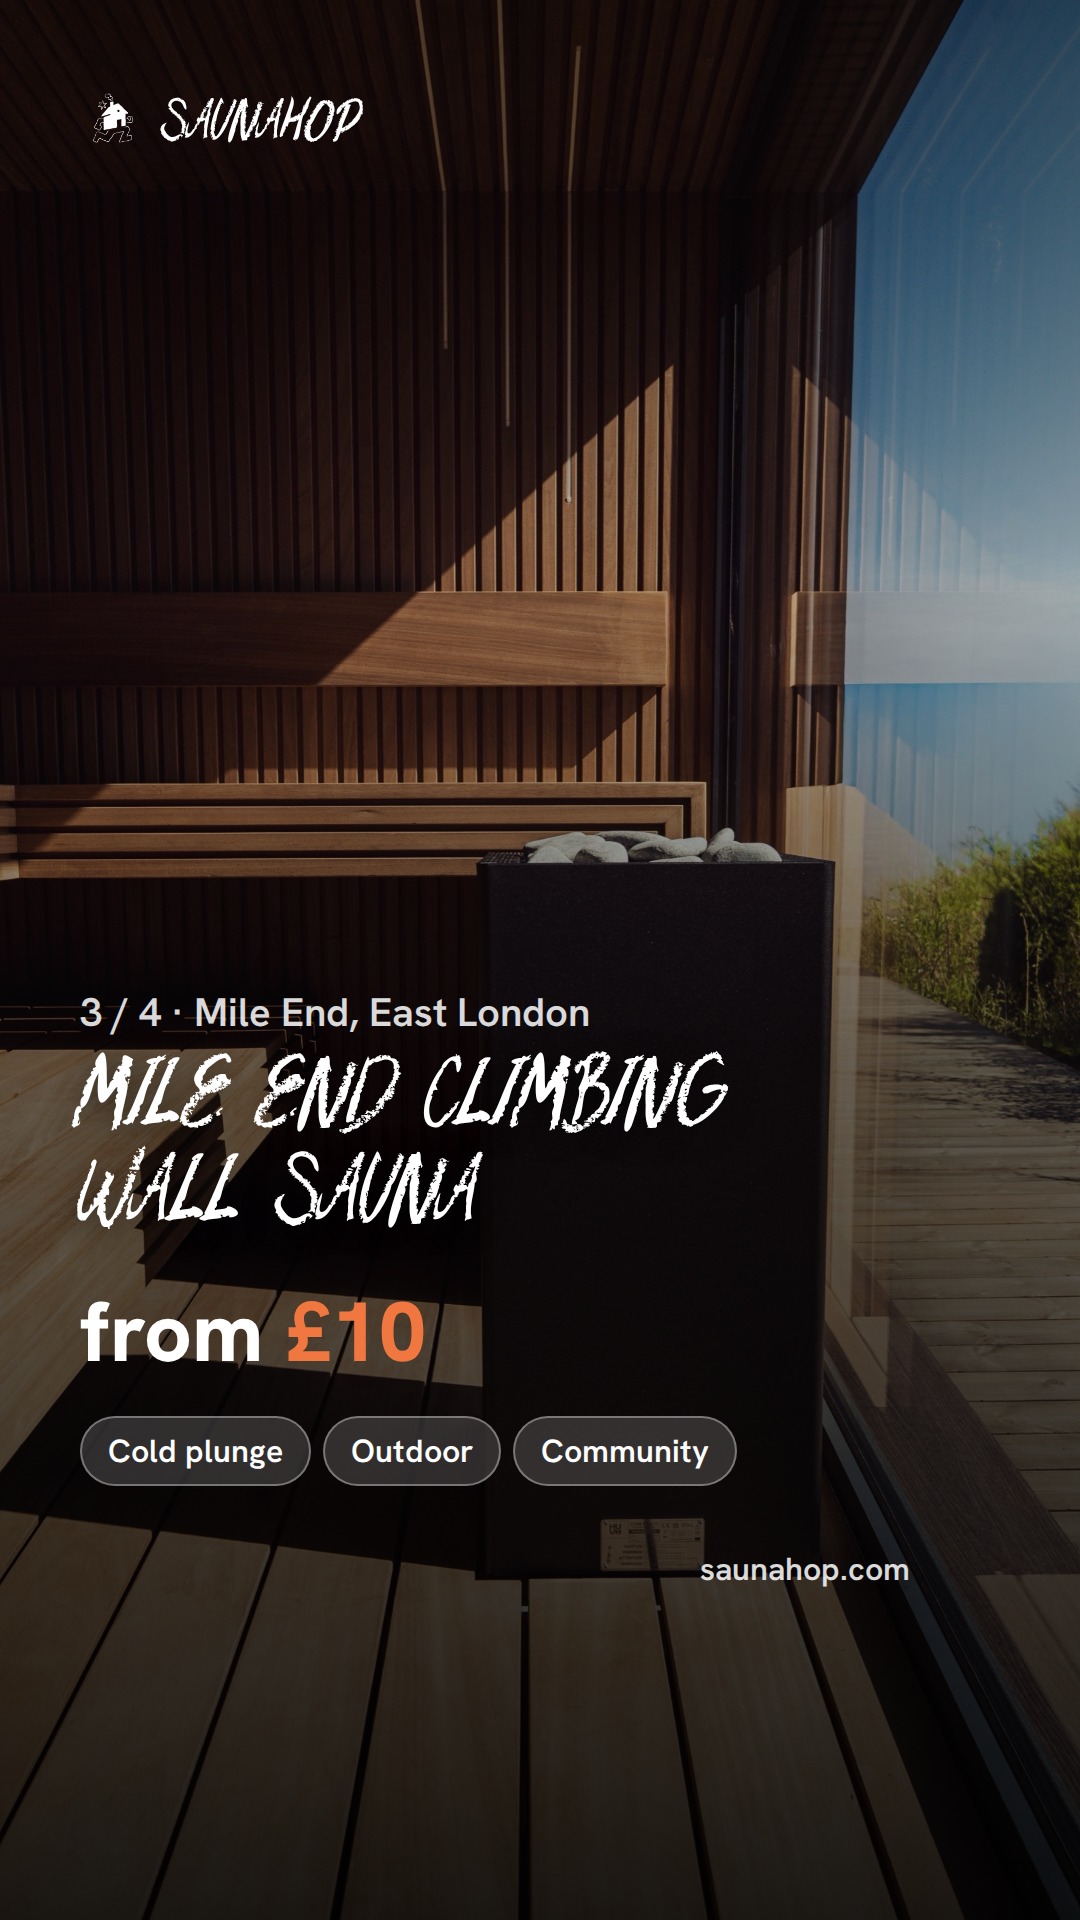 SAUNAHOP
3 / 4 · Mile End, East London
MILE END CLIMBING
WALL SAUNA
from £10
Cold plunge
Outdoor
Community
saunahop.com